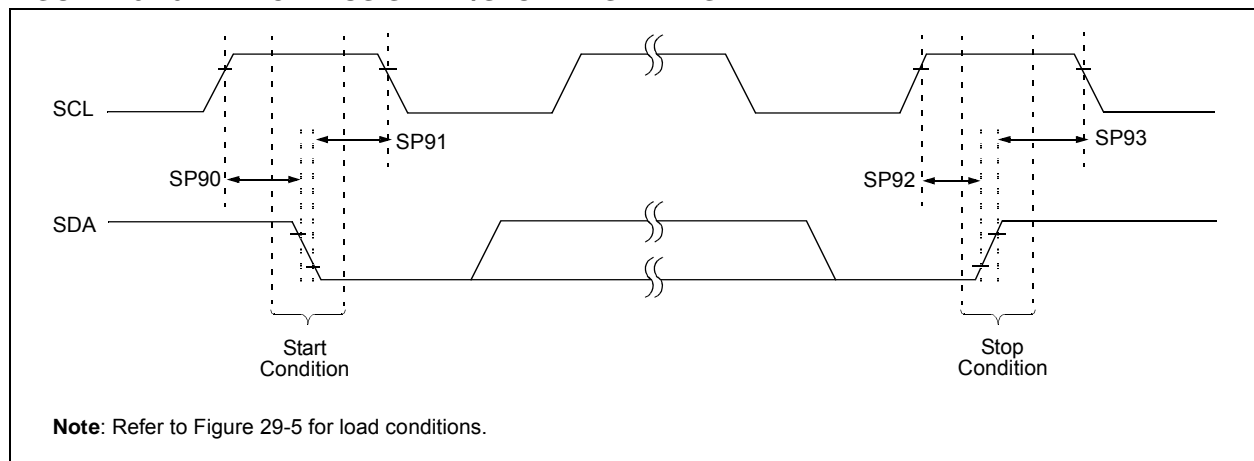 SCL
SP91
SP93
SP90
SP92
SDA
Start
Condition
Stop
Condition
Note: Refer to Figure 29-5 for load conditions.